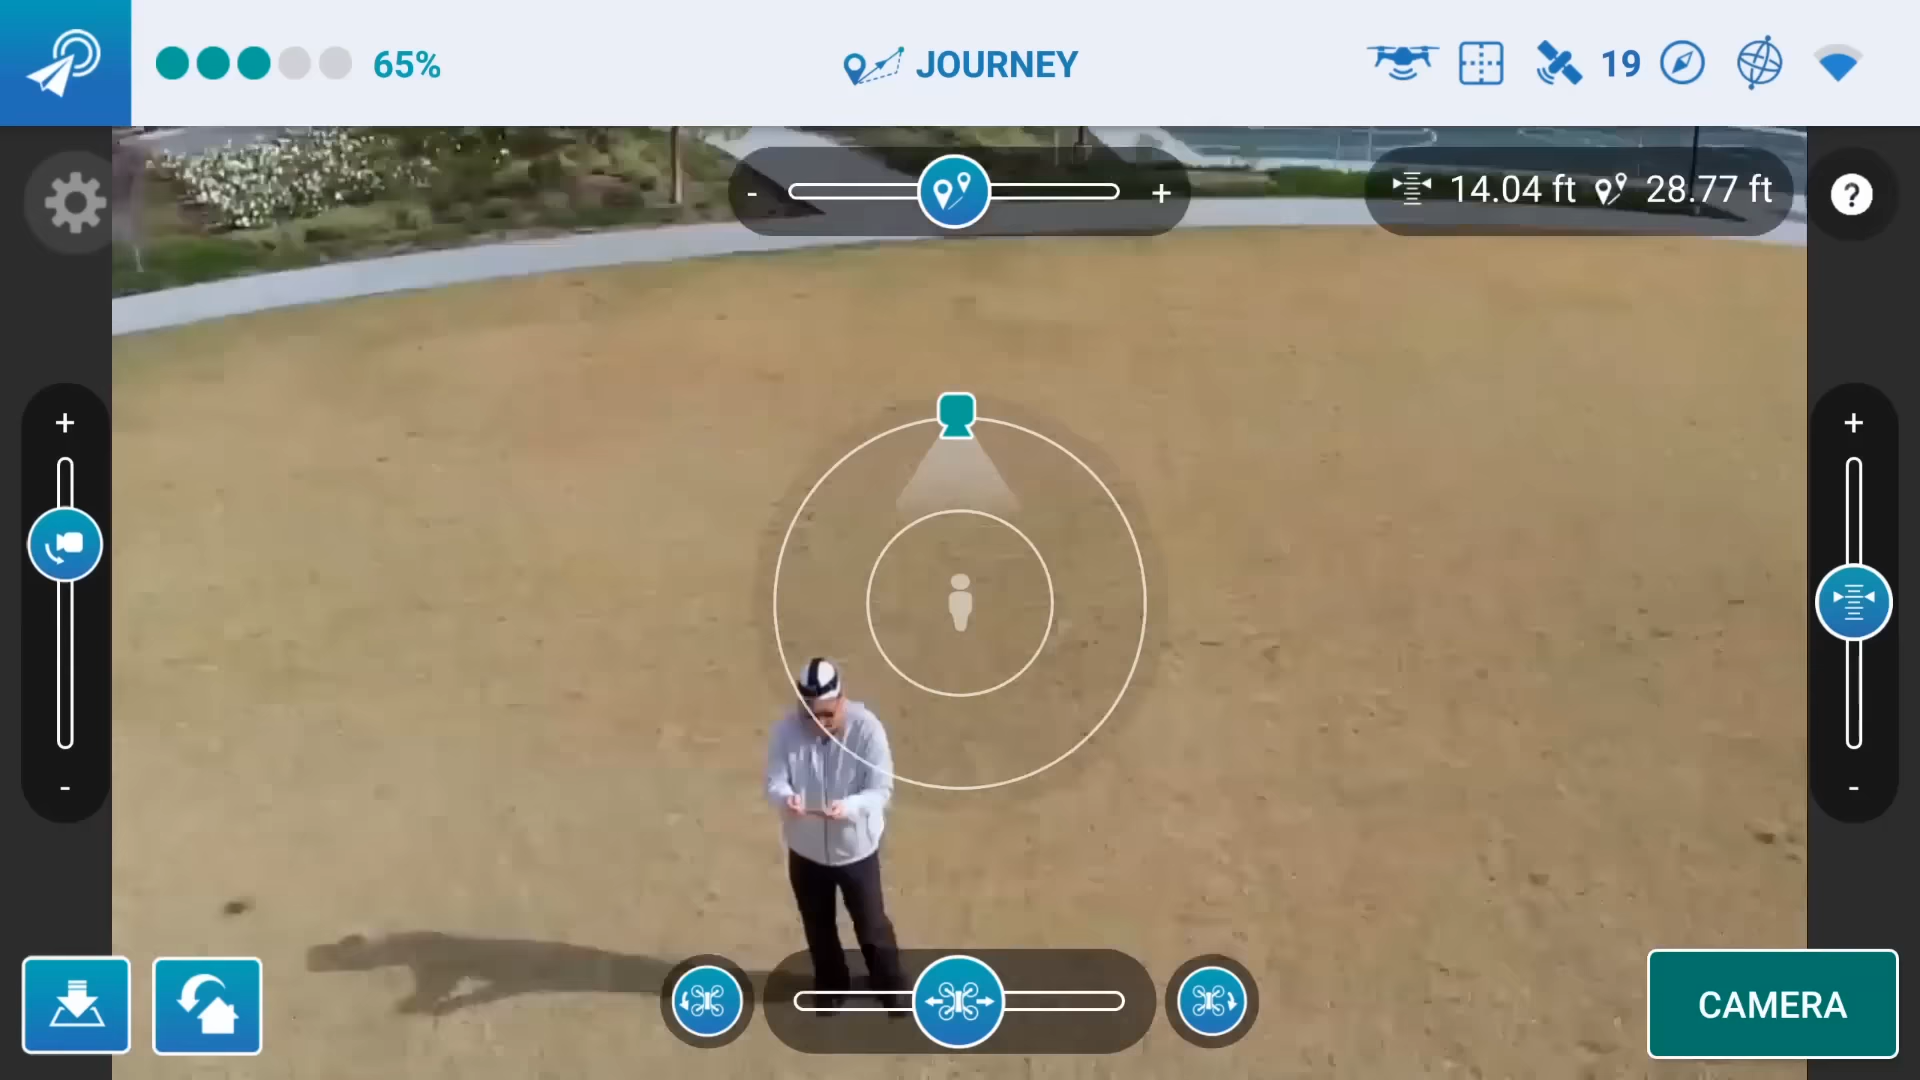 65%
JOURNEY
19
- +
14.04 ft 28.77 ft
?
+
-
+
-
CAMERA